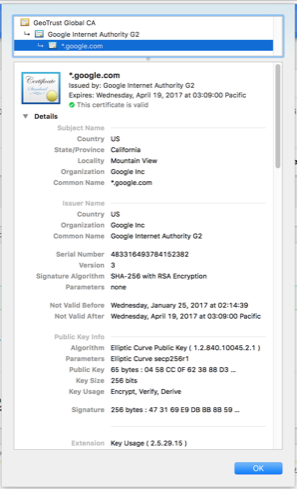 GeoTrust Global CA
Google Internet Authority G2
*.google.com
*.google.com
Issued by: Google Internet Authority G2
Expires: Wednesday, April 19, 2017 at 03:09:00 Pacific
This certificate is valid
Details
Subject Name
Country US
State/Province California
Locality Mountain View
Organization Google Inc
Common Name *.google.com
Issuer Name
Country US
Organization Google Inc
Common Name Google Internet Authority G2
Serial Number 483316493784152382
Version 3
Signature Algorithm SHA-256 with RSA Encryption
Parameters none
Not Valid Before Wednesday, January 25, 2017 at 02:14:39
Not Valid After Wednesday, April 19, 2017 at 03:09:00 Pacific
Public Key Info
Algorithm Elliptic Curve Public Key ( 1.2.840.10045.2.1 )
Parameters Elliptic Curve secp256r1
Public Key 65 bytes : 04 58 CC 0F 62 38 88 D3 ...
Key Size 256 bits
Key Usage Encrypt, Verify, Derive
Signature 256 bytes : 47 31 69 E9 DB BB 8B 59 ...
Extension Key Usage ( 2.5.29.15 )
OK